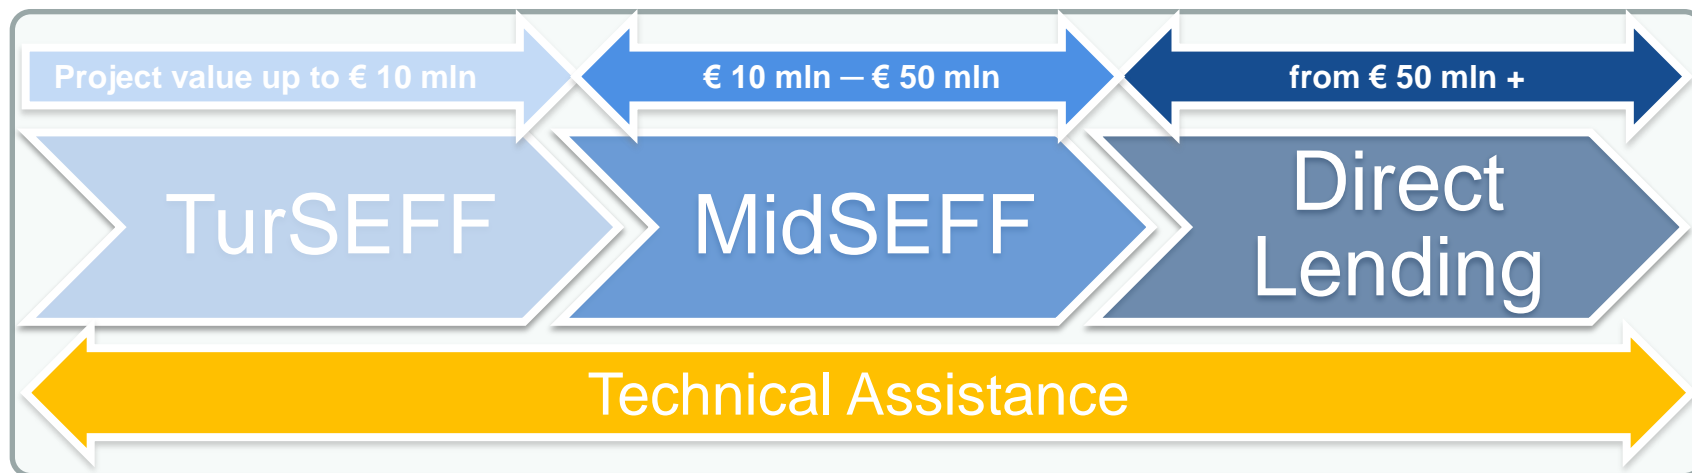 Project value up to € 10 mln
€ 10 mln — € 50 mln
from € 50 mln +
TurSEFF
MidSEFF
Direct
Lending
Technical Assistance